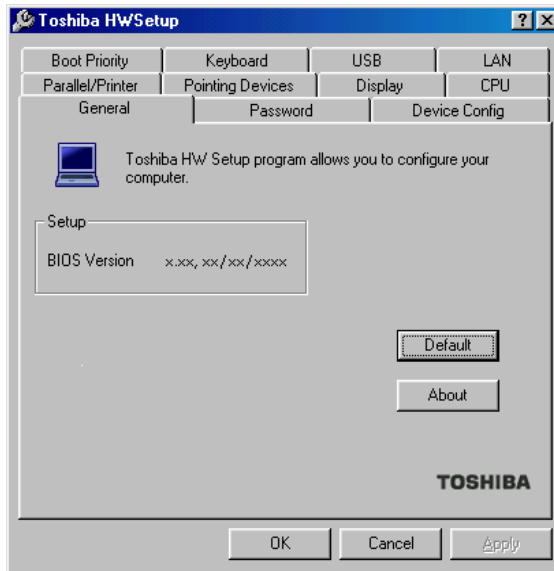 Toshiba HWSetup
Boot Priority Keyboard USB LAN
Parallel/Printer Pointing Devices Display CPU
General Password Device Config
Toshiba HW Setup program allows you to configure your
computer.
Setup
BIOS Version x.xx, xx/xx/xxxx
Default
About
TOSHIBA
OK Cancel Apply